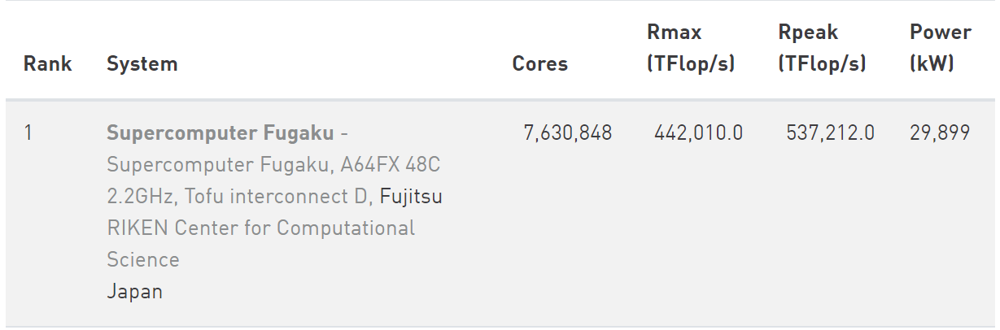 Rank System Cores Rmax (TFlop/s) Rpeak (TFlop/s) Power (kW)
1 Supercomputer Fugaku - 7,630,848 442,010.0 537,212.0 29,899
Supercomputer Fugaku, A64FX 48C
2.2GHz, Tofu interconnect D, Fujitsu
RIKEN Center for Computational
Science
Japan